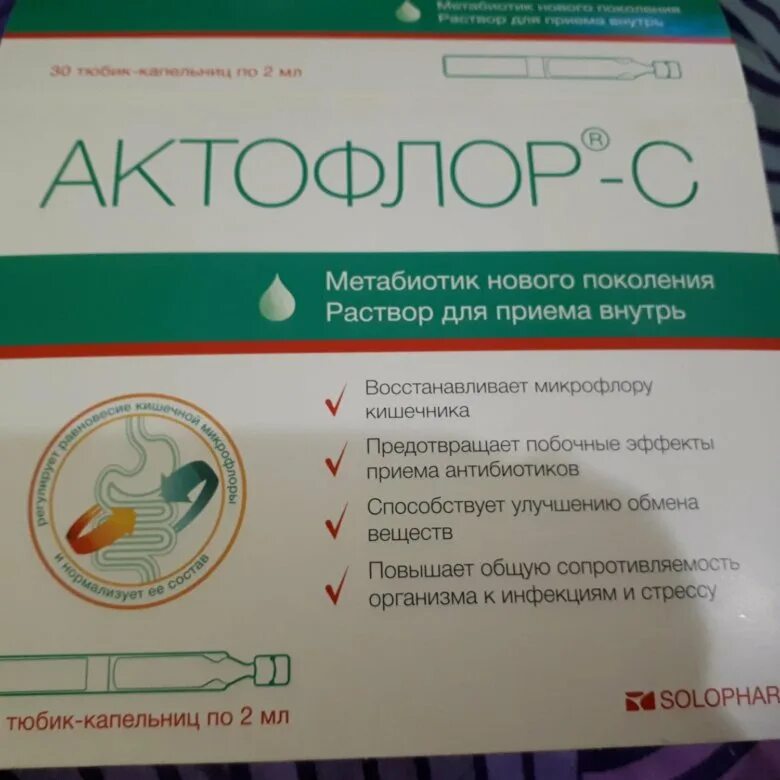 Метабиотик нового поколения
Раствор для приема внутрь
30 тюбик-капельниц по 2 мл
АКТОФЛОР®-С
Метабиотик нового поколения
Раствор для приема внутрь
регулирует равновесие кишечной микрофлоры
и нормализует ее состав
Восстанавливает микрофлору
кишечника
Предотвращает побочные эффекты
приема антибиотиков
Способствует улучшению обмена
веществ
Повышает общую сопротивляемость
организма к инфекциям и стрессу
тюбик-капельниц по 2 мл
SOLOPHAR